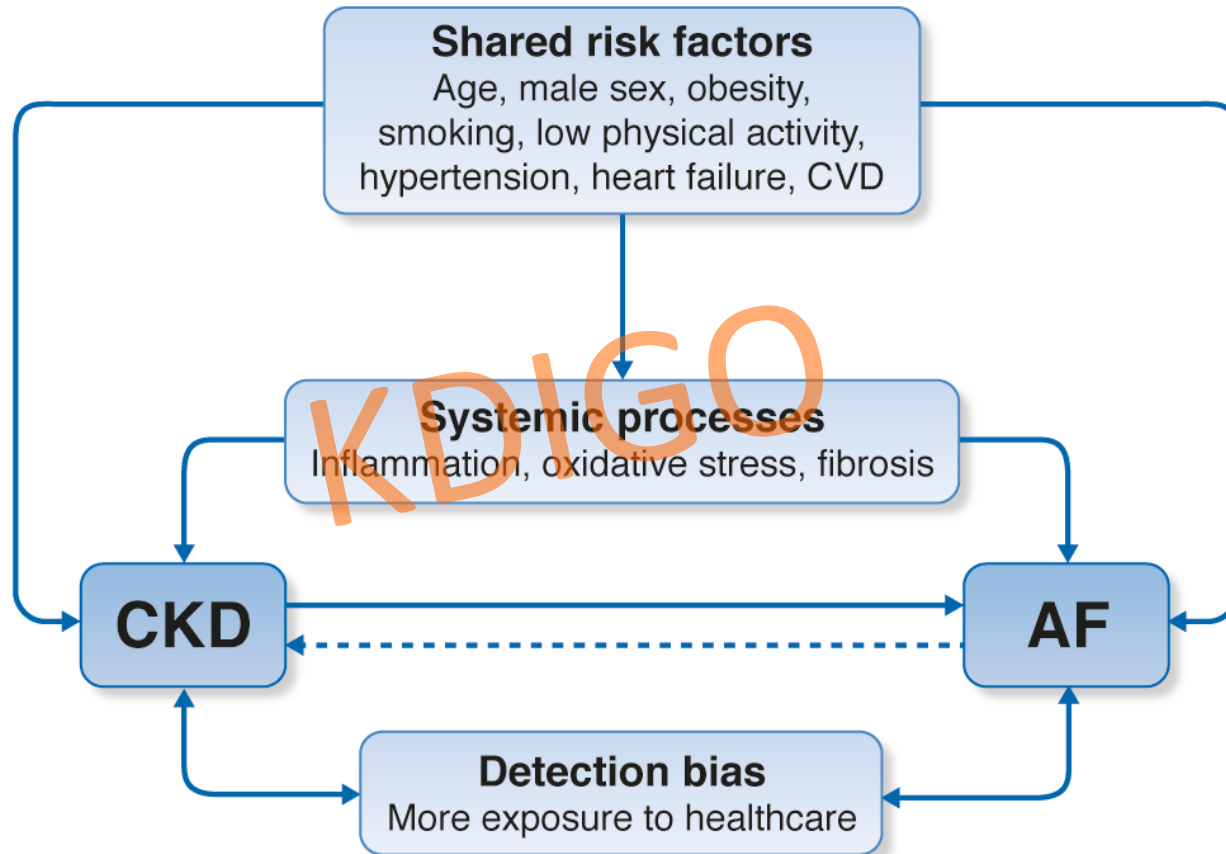 Shared risk factors
Age, male sex, obesity,
smoking, low physical activity,
hypertension, heart failure, CVD
KDIGO
Systemic processes
Inflammation, oxidative stress, fibrosis
CKD
AF
Detection bias
More exposure to healthcare